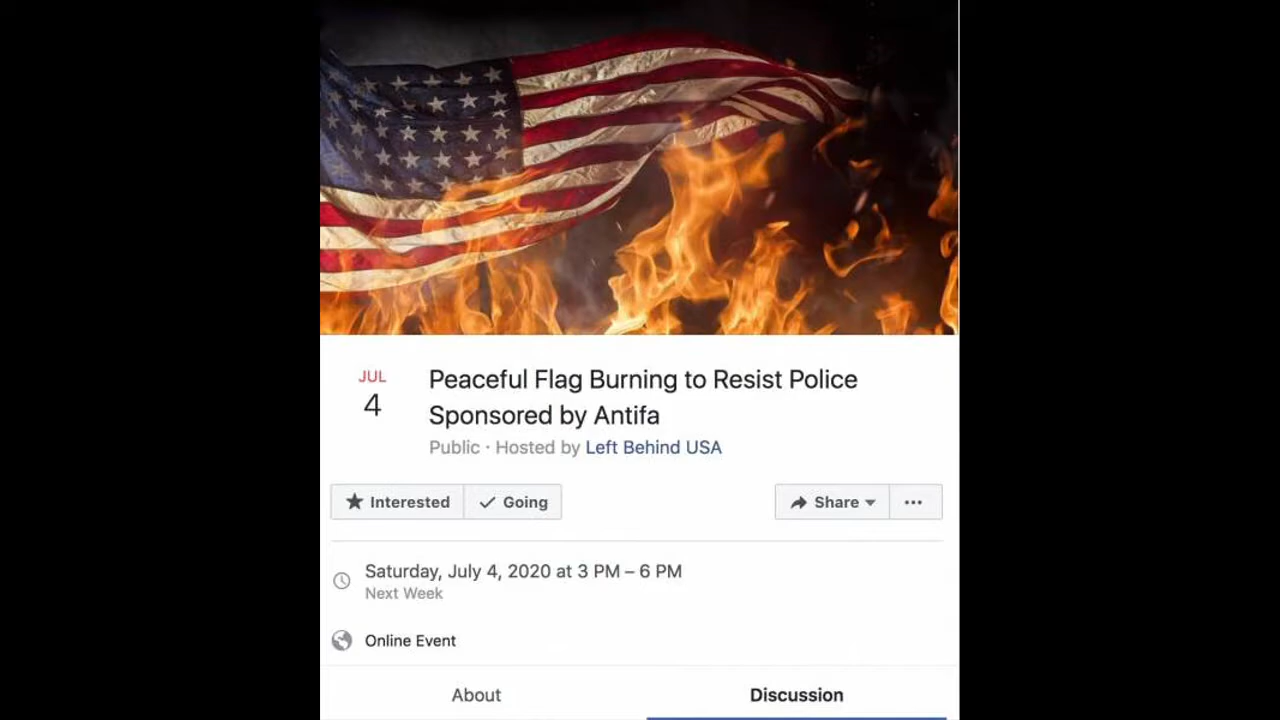 JUL
4
Peaceful Flag Burning to Resist Police
Sponsored by Antifa
Public · Hosted by Left Behind USA
Interested
Going
Share
Saturday, July 4, 2020 at 3 PM – 6 PM
Next Week
Online Event
About
Discussion